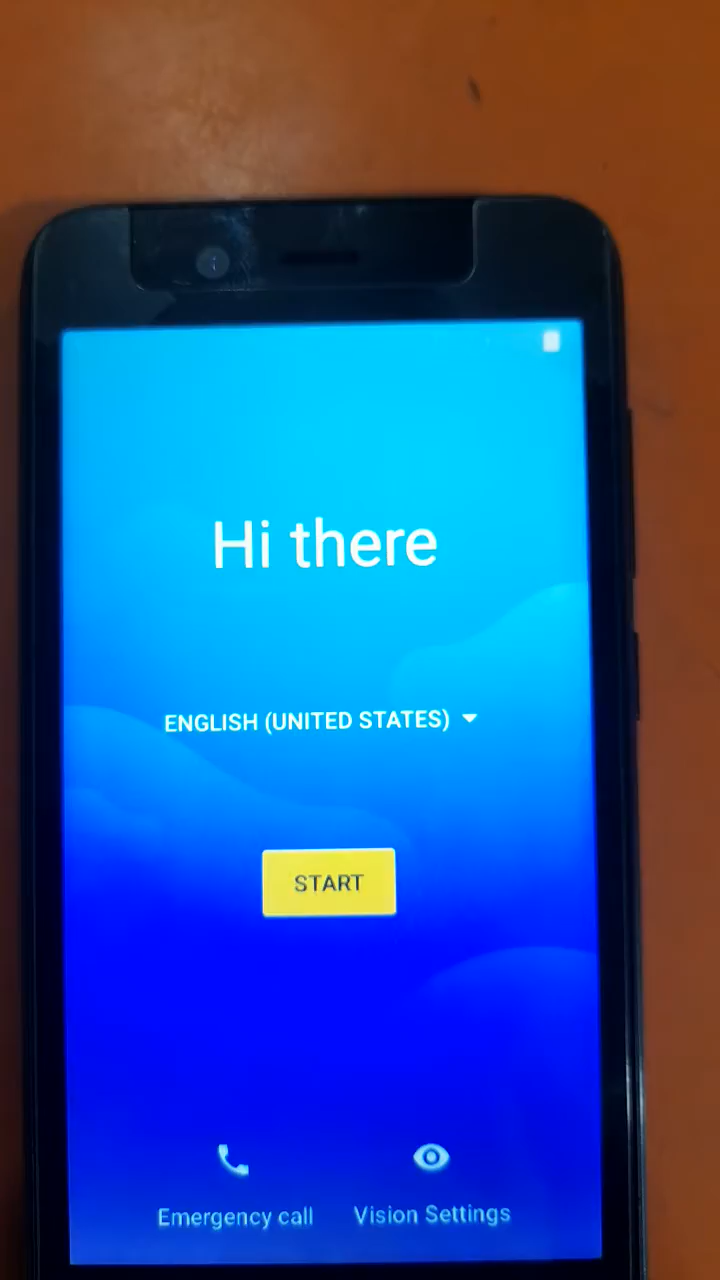 Hi there
ENGLISH (UNITED STATES)
START
Emergency call
Vision Settings